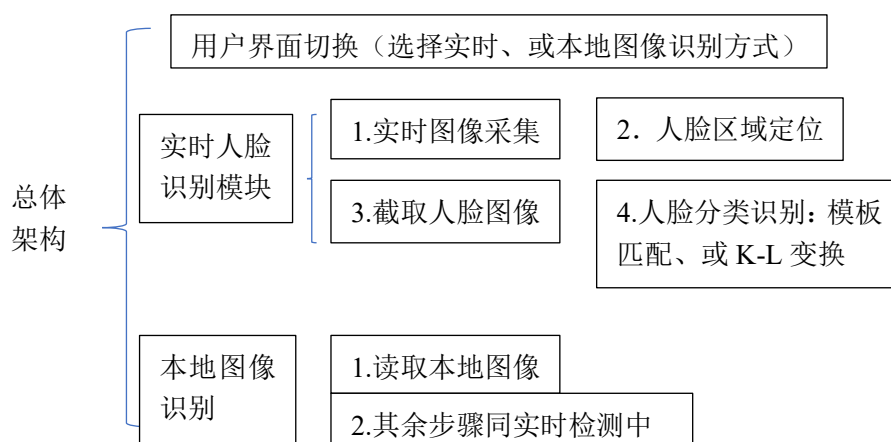 用户界面切换（选择实时、或本地图像识别方式）
总体
架构
实时人脸
识别模块
1.实时图像采集
2．人脸区域定位
3.截取人脸图像
4.人脸分类识别：模板
匹配、或 K-L 变换
本地图像
识别
1.读取本地图像
2.其余步骤同实时检测中